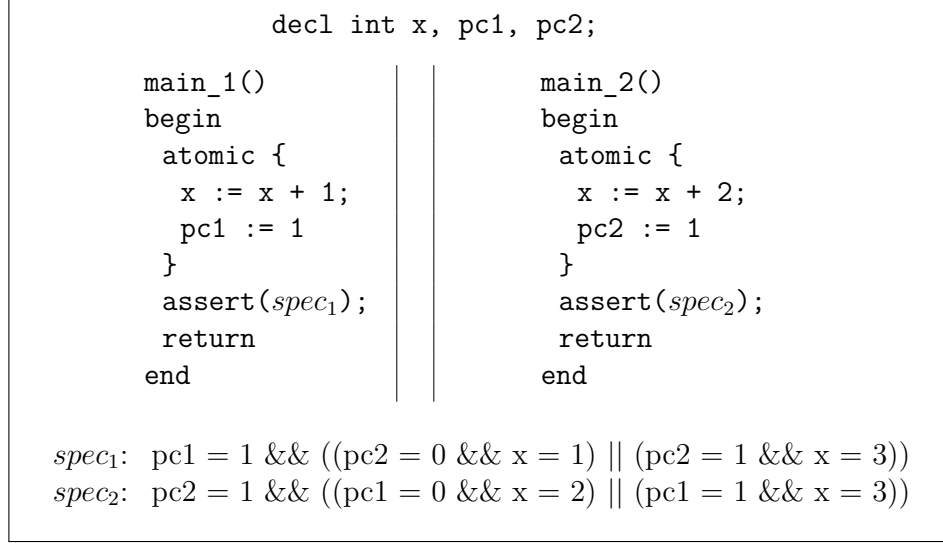 decl int x, pc1, pc2;
main_1()
begin
atomic {
x := x + 1;
pc1 := 1
}
assert(spec₁);
return
end
main_2()
begin
atomic {
x := x + 2;
pc2 := 1
}
assert(spec₂);
return
end
spec₁: pc1 = 1 && ((pc2 = 0 && x = 1) || (pc2 = 1 && x = 3))
spec₂: pc2 = 1 && ((pc1 = 0 && x = 2) || (pc1 = 1 && x = 3))